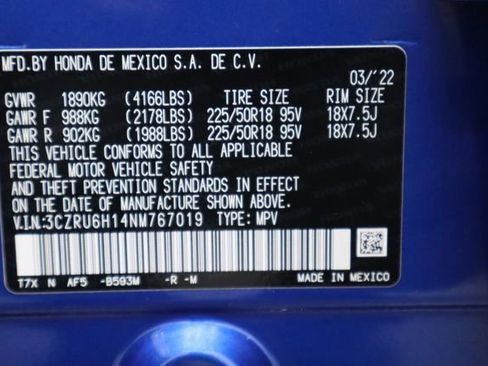 MFD.BY HONDA DE MEXICO S.A. DE C.V.
03/'22
GVWR 1890KG (4166LBS) TIRE SIZE RIM SIZE
GAWR F 988KG (2178LBS) 225/50R18 95V 18X7.5J
GAWR R 902KG (1988LBS) 225/50R18 95V 18X7.5J
THIS VEHICLE CONFORMS TO ALL APPLICABLE
FEDERAL MOTOR VEHICLE SAFETY
AND THEFT PREVENTION STANDARDS IN EFFECT
ON THE DATE OF MANUFACTURE SHOWN ABOVE.
V.I.N:3CZRU6H14NM767019 TYPE: MPV
T7X N AF5 -B593M -R -M
MADE IN MEXICO